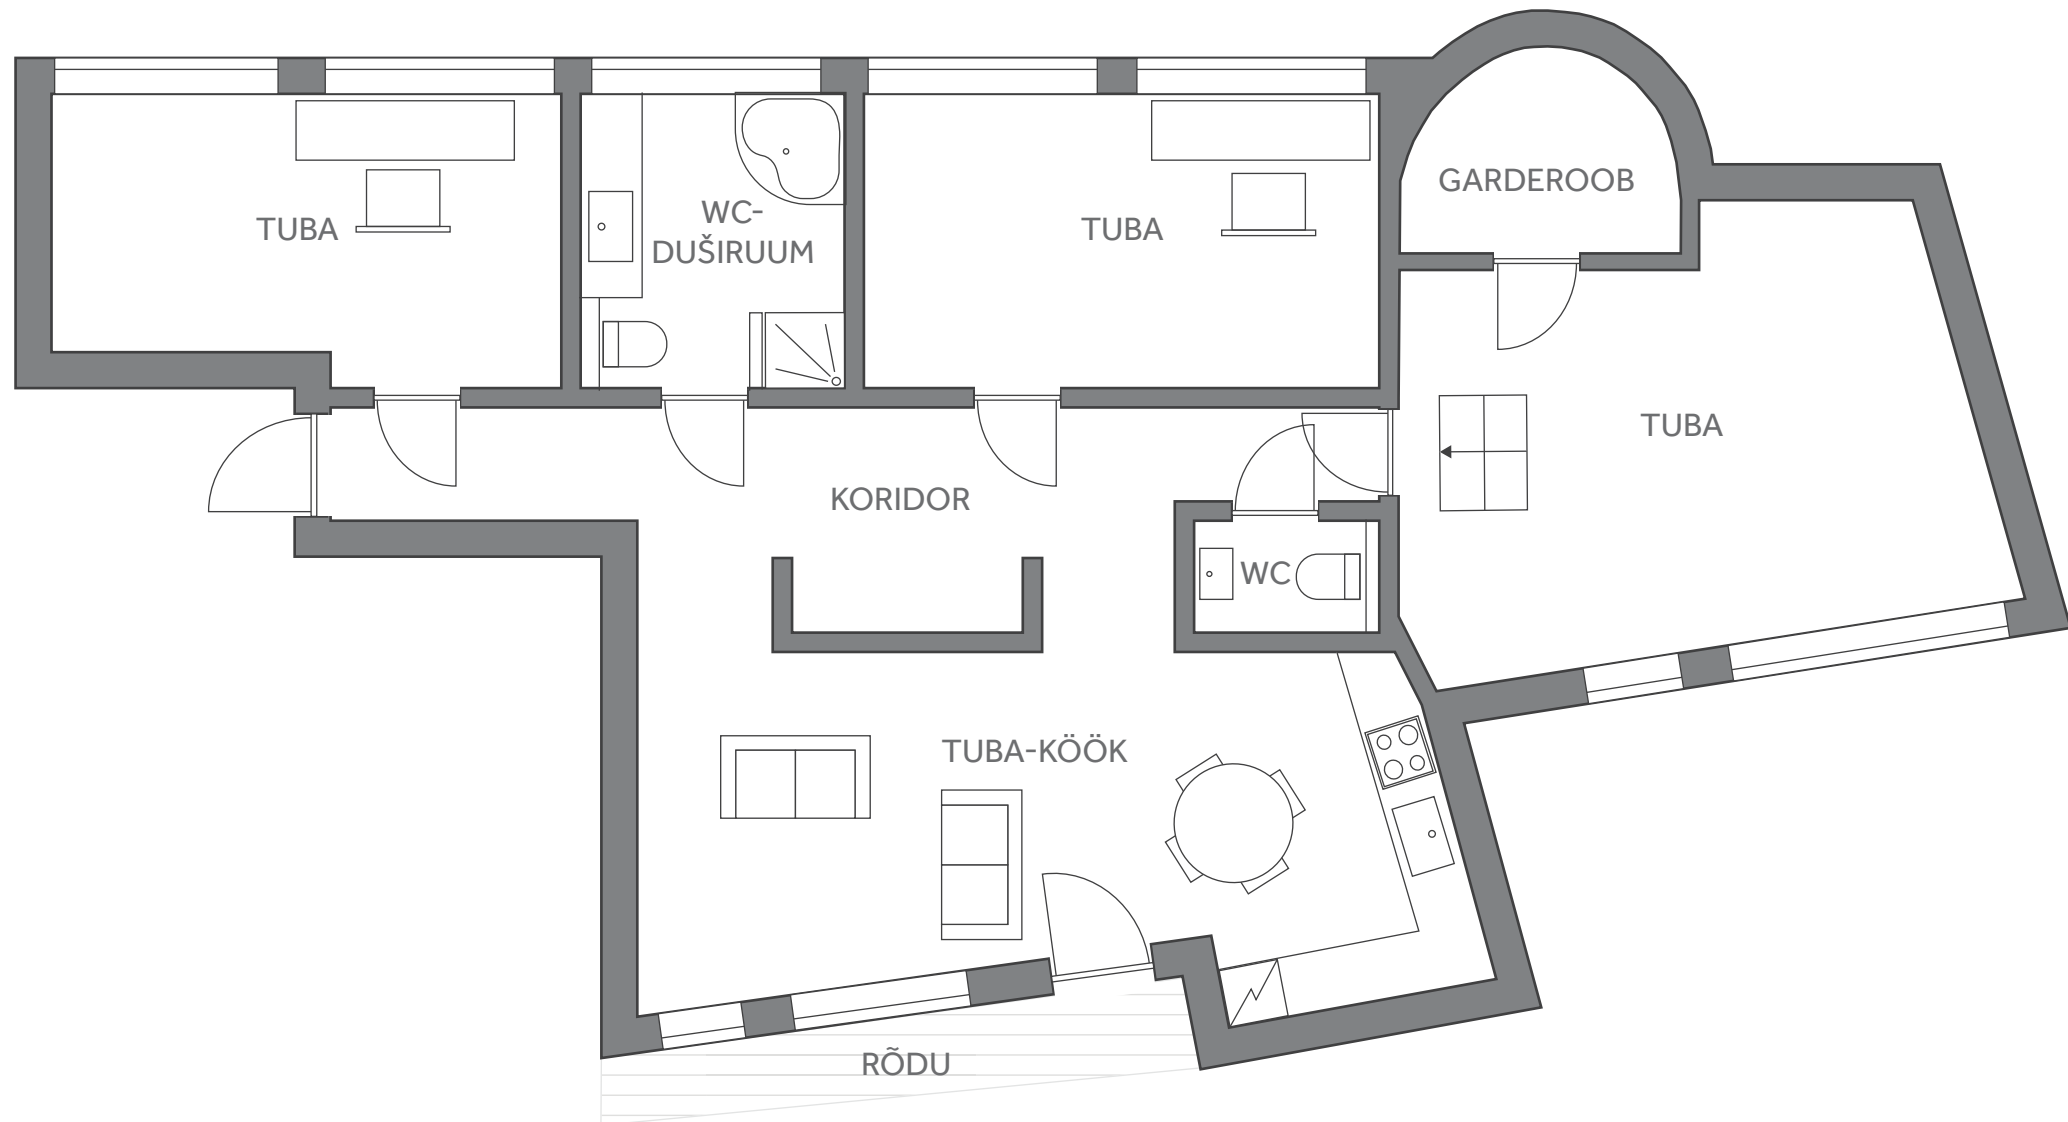 GARDEROOB
TUBA
WC-
DUŠIRUUM
TUBA
TUBA
KORIDOR
WC
TUBA-KÖÖK
RÕDU